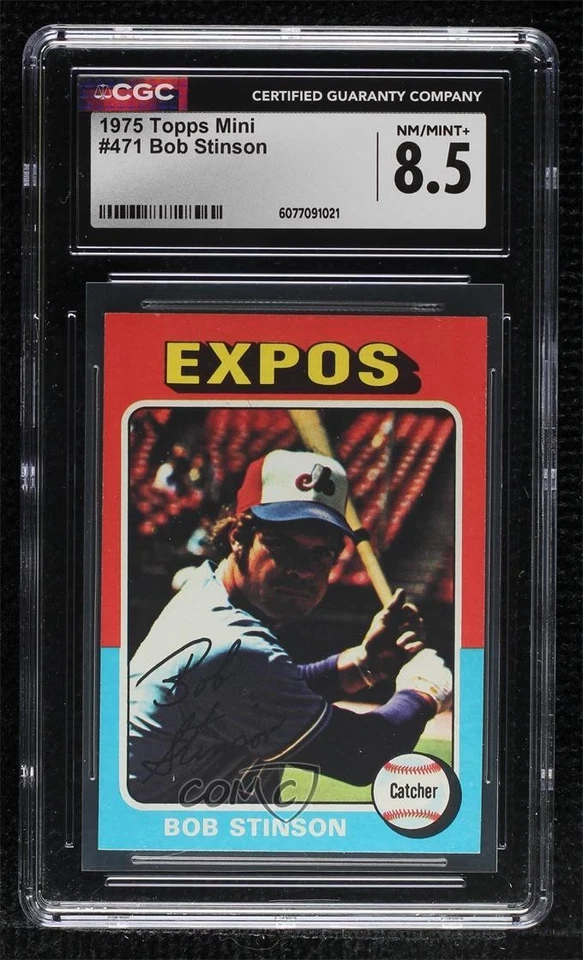 CGC
CERTIFIED GUARANTY COMPANY
1975 Topps Mini
#471 Bob Stinson
NM/MINT+
8.5
6077091021
EXPOS
Bob
Stinson
COMC
Catcher
BOB STINSON